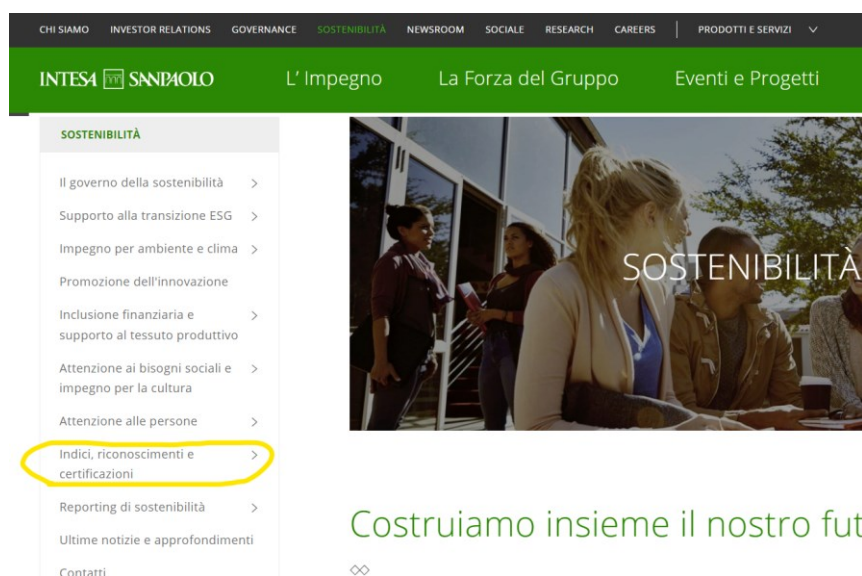 CHI SIAMO INVESTOR RELATIONS GOVERNANCE SOSTENIBILITÀ NEWSROOM SOCIALE RESEARCH CAREERS PRODOTTI E SERVIZI
INTESA SANPAOLO L' Impegno La Forza del Gruppo Eventi e Progetti
SOSTENIBILITÀ
Il governo della sostenibilità
Supporto alla transizione ESG
Impegno per ambiente e clima
Promozione dell'innovazione
Inclusione finanziaria e
supporto al tessuto produttivo
Attenzione ai bisogni sociali e
impegno per la cultura
Attenzione alle persone
Indici, riconoscimenti e
certificazioni
Reporting di sostenibilità
Ultime notizie e approfondimenti
Contatti
SOSTENIBILITÀ
Costruiamo insieme il nostro fut